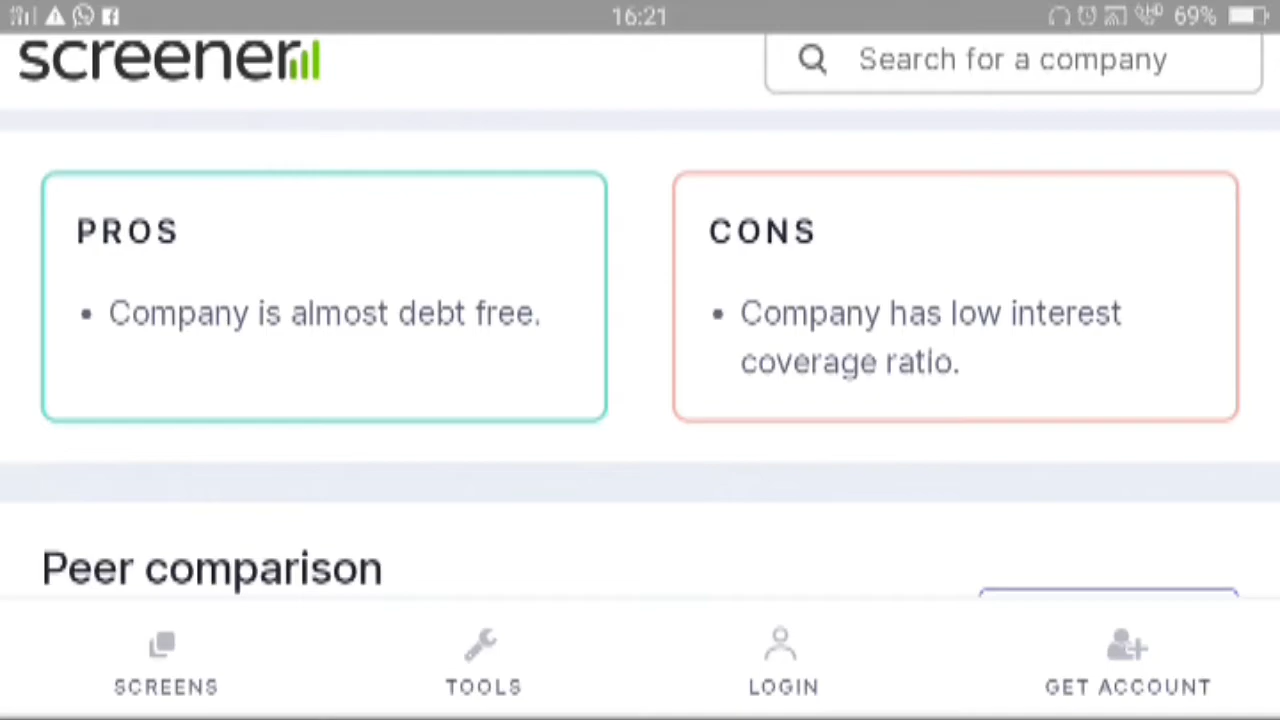 16:21
69%
screener
Search for a company
PROS
• Company is almost debt free.
CONS
• Company has low interest
coverage ratio.
Peer comparison
SCREENS
TOOLS
LOGIN
GET ACCOUNT